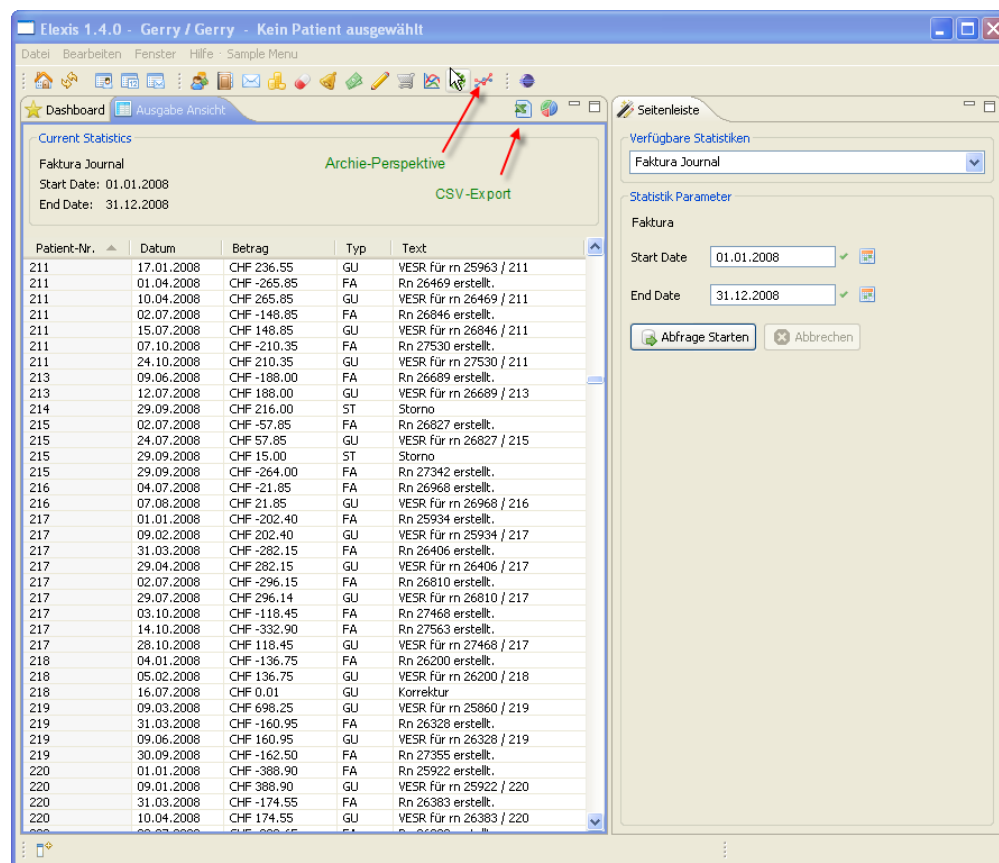 Elexis 1.4.0 - Gerry / Gerry - Kein Patient ausgewählt
Datei Bearbeiten Fenster Hilfe Sample Menu
Dashboard Ausgabe Ansicht
Current Statistics
Faktura Journal
Start Date: 01.01.2008
End Date: 31.12.2008
Archie-Perspektive
CSV-Export
Patient-Nr. Datum Betrag Typ Text
211 17.01.2008 CHF 236.55 GU VESR für rn 25963 / 211
211 01.04.2008 CHF -265.85 FA Rn 26469 erstellt.
211 10.04.2008 CHF 265.85 GU VESR für rn 26469 / 211
211 02.07.2008 CHF -148.85 FA Rn 26846 erstellt.
211 15.07.2008 CHF 148.85 GU VESR für rn 26846 / 211
211 07.10.2008 CHF -210.35 FA Rn 27530 erstellt.
211 24.10.2008 CHF 210.35 GU VESR für rn 27530 / 211
213 09.06.2008 CHF -188.00 FA Rn 26689 erstellt.
213 12.07.2008 CHF 188.00 GU VESR für rn 26689 / 213
214 29.09.2008 CHF 216.00 ST Storno
215 02.07.2008 CHF -57.85 FA Rn 26827 erstellt.
215 24.07.2008 CHF 57.85 GU VESR für rn 26827 / 215
215 29.09.2008 CHF 15.00 ST Storno
215 29.09.2008 CHF -264.00 FA Rn 27342 erstellt.
216 04.07.2008 CHF -21.85 FA Rn 26968 erstellt.
216 07.08.2008 CHF 21.85 GU VESR für rn 26968 / 216
217 01.01.2008 CHF -202.40 FA Rn 25934 erstellt.
217 09.02.2008 CHF 202.40 GU VESR für rn 25934 / 217
217 31.03.2008 CHF -282.15 FA Rn 26406 erstellt.
217 29.04.2008 CHF 282.15 GU VESR für rn 26406 / 217
217 02.07.2008 CHF -296.15 FA Rn 26810 erstellt.
217 29.07.2008 CHF 296.14 GU VESR für rn 26810 / 217
217 03.10.2008 CHF -118.45 FA Rn 27468 erstellt.
217 14.10.2008 CHF -332.90 FA Rn 27563 erstellt.
217 28.10.2008 CHF 118.45 GU VESR für rn 27468 / 217
218 04.01.2008 CHF -136.75 FA Rn 26200 erstellt.
218 05.02.2008 CHF 136.75 GU VESR für rn 26200 / 218
218 16.07.2008 CHF 0.01 GU Korrektur
219 09.03.2008 CHF 698.25 GU VESR für rn 25860 / 219
219 31.03.2008 CHF -160.95 FA Rn 26328 erstellt.
219 09.06.2008 CHF 160.95 GU VESR für rn 26328 / 219
219 30.09.2008 CHF -162.50 FA Rn 27355 erstellt.
220 01.01.2008 CHF -388.90 FA Rn 25922 erstellt.
220 09.01.2008 CHF 388.90 GU VESR für rn 25922 / 220
220 31.03.2008 CHF -174.55 FA Rn 26383 erstellt.
220 10.04.2008 CHF 174.55 GU VESR für rn 26383 / 220
Seitenleiste
Verfügbare Statistiken
Faktura Journal
Statistik Parameter
Faktura
Start Date 01.01.2008
End Date 31.12.2008
Abfrage Starten Abbrechen